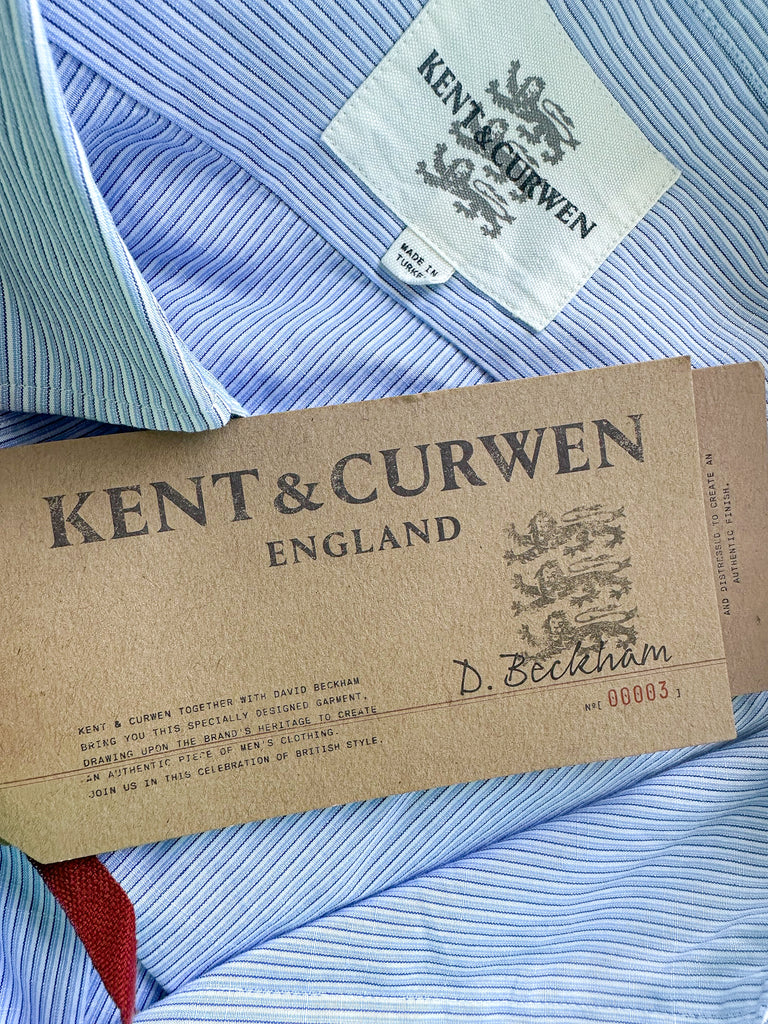 KENT&CURWEN
MADE IN
TURKEY
KENT&CURWEN
ENGLAND
D. Beckham
Nº[ 00003 ]
KENT & CURWEN TOGETHER WITH DAVID BECKHAM
BRING YOU THIS SPECIALLY DESIGNED GARMENT,
DRAWING UPON THE BRAND'S HERITAGE TO CREATE
AN AUTHENTIC PIECE OF MEN'S CLOTHING.
JOIN US IN THIS CELEBRATION OF BRITISH STYLE.
AND DISTRESSED TO CREATE AN
AUTHENTIC FINISH.